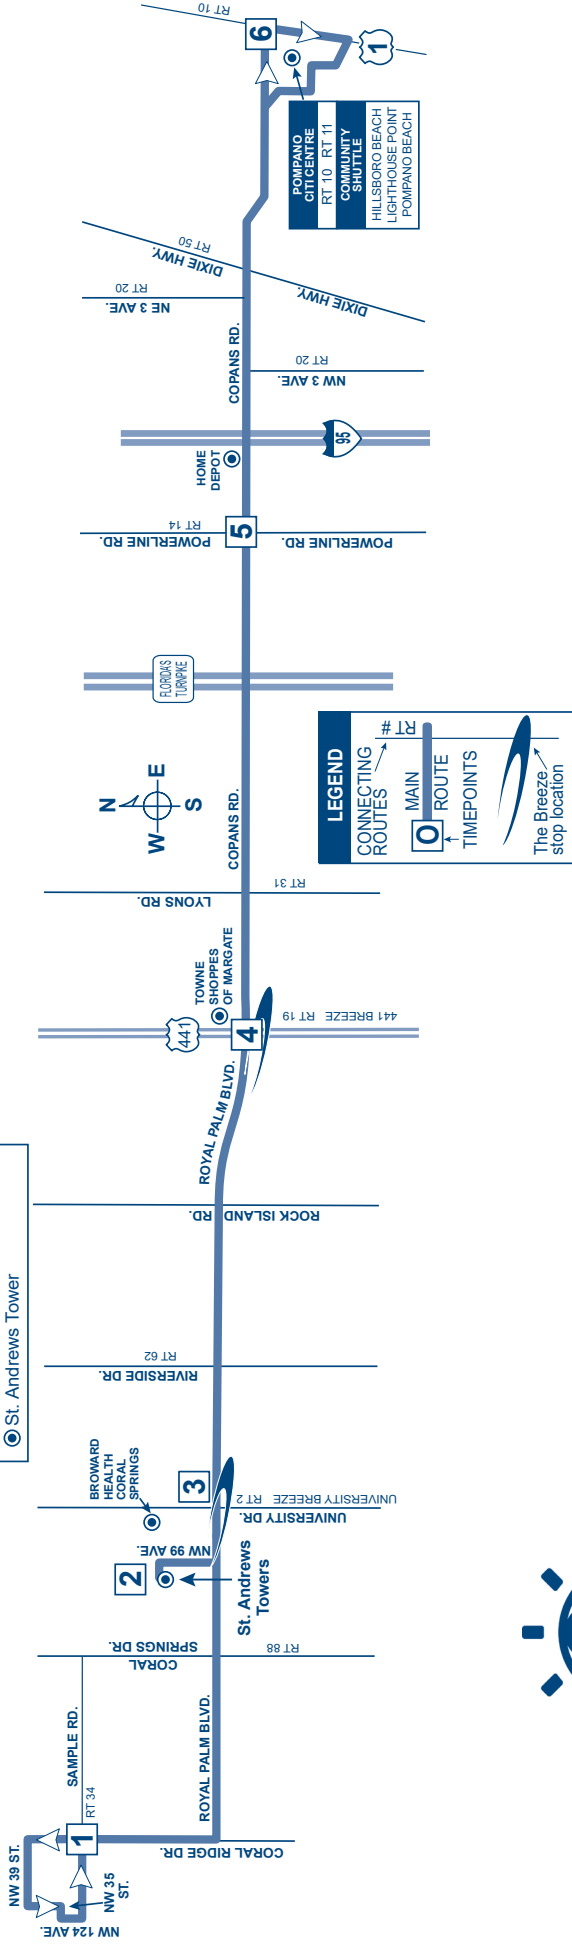 RT 10
6
1
POMPANO
CITI CENTRE
RT 10 RT 11
COMMUNITY
SHUTTLE
HILLSBORO BEACH
LIGHTHOUSE POINT
POMPANO BEACH
RT 50
DIXIE HWY.
DIXIE HWY.
RT 20
NE 3 AVE.
COPANS RD.
RT 20
NW 3 AVE.
95
HOME
DEPOT
RT 14
POWERLINE RD.
5
POWERLINE RD.
FLORIDA'S
TURNPIKE
N
W E
S
COPANS RD.
LEGEND
CONNECTING
ROUTES
RT #
O
MAIN
ROUTE
TIMEPOINTS
The Breeze
stop location
LYONS RD.
RT 31
TOWNE
SHOPPES
OF MARGATE
441
4
441 BREEZE RT 19
ROYAL PALM BLVD.
ROCK ISLAND RD.
St. Andrews Tower
RIVERSIDE DR.
RT 62
BROWARD
HEALTH
CORAL
SPRINGS
3
UNIVERSITY BREEZE RT 2
UNIVERSITY DR.
NW 99 AVE.
2
St. Andrews
Towers
CORAL
SPRINGS DR.
RT 88
SAMPLE RD.
RT 34
ROYAL PALM BLVD.
1
CORAL RIDGE DR.
NW 39 ST.
NW 35
ST.
NW 124 AVE.